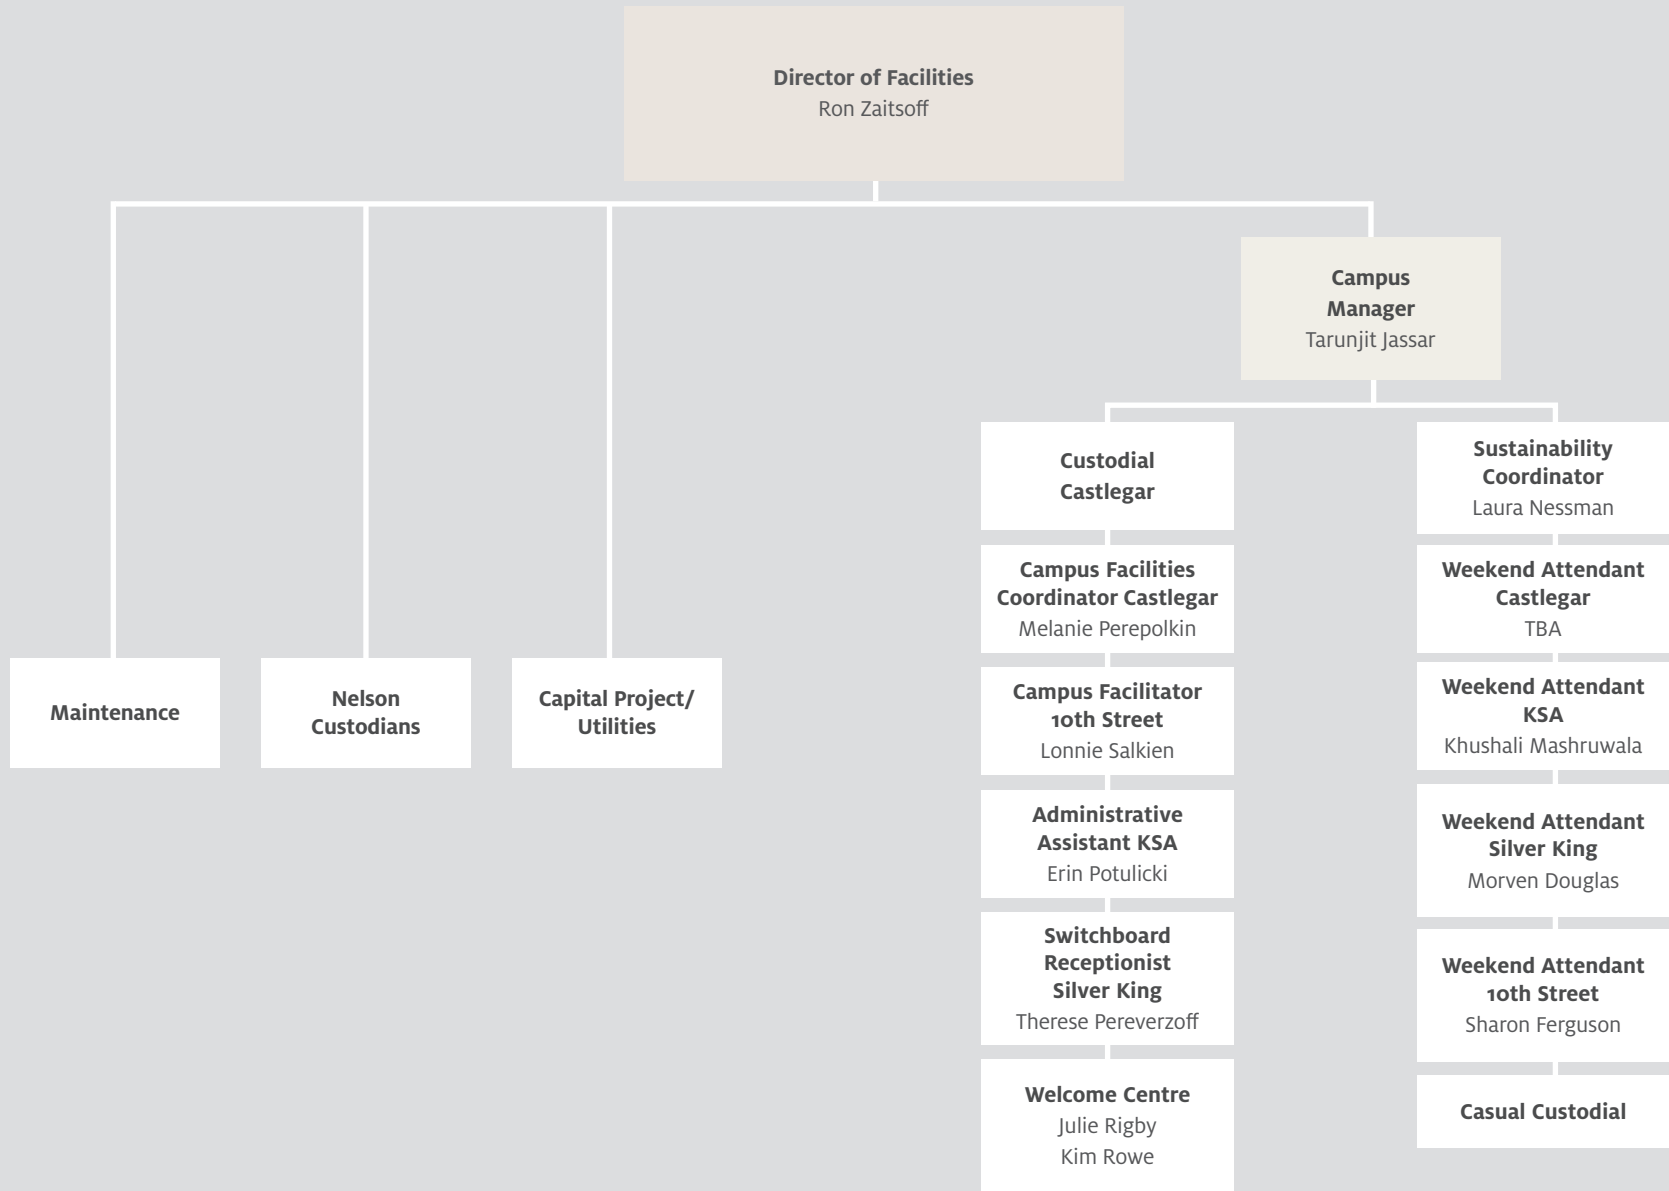 Director of Facilities
Ron Zaitsoff
Campus
Manager
Tarunjit Jassar
Maintenance
Nelson
Custodians
Capital Project/
Utilities
Custodial
Castlegar
Campus Facilities
Coordinator Castlegar
Melanie Perepolkin
Campus Facilitator
10th Street
Lonnie Salkien
Administrative
Assistant KSA
Erin Potulicki
Switchboard
Receptionist
Silver King
Therese Pereverzoff
Welcome Centre
Julie Rigby
Kim Rowe
Sustainability
Coordinator
Laura Nessman
Weekend Attendant
Castlegar
TBA
Weekend Attendant
KSA
Khushali Mashruwala
Weekend Attendant
Silver King
Morven Douglas
Weekend Attendant
10th Street
Sharon Ferguson
Casual Custodial